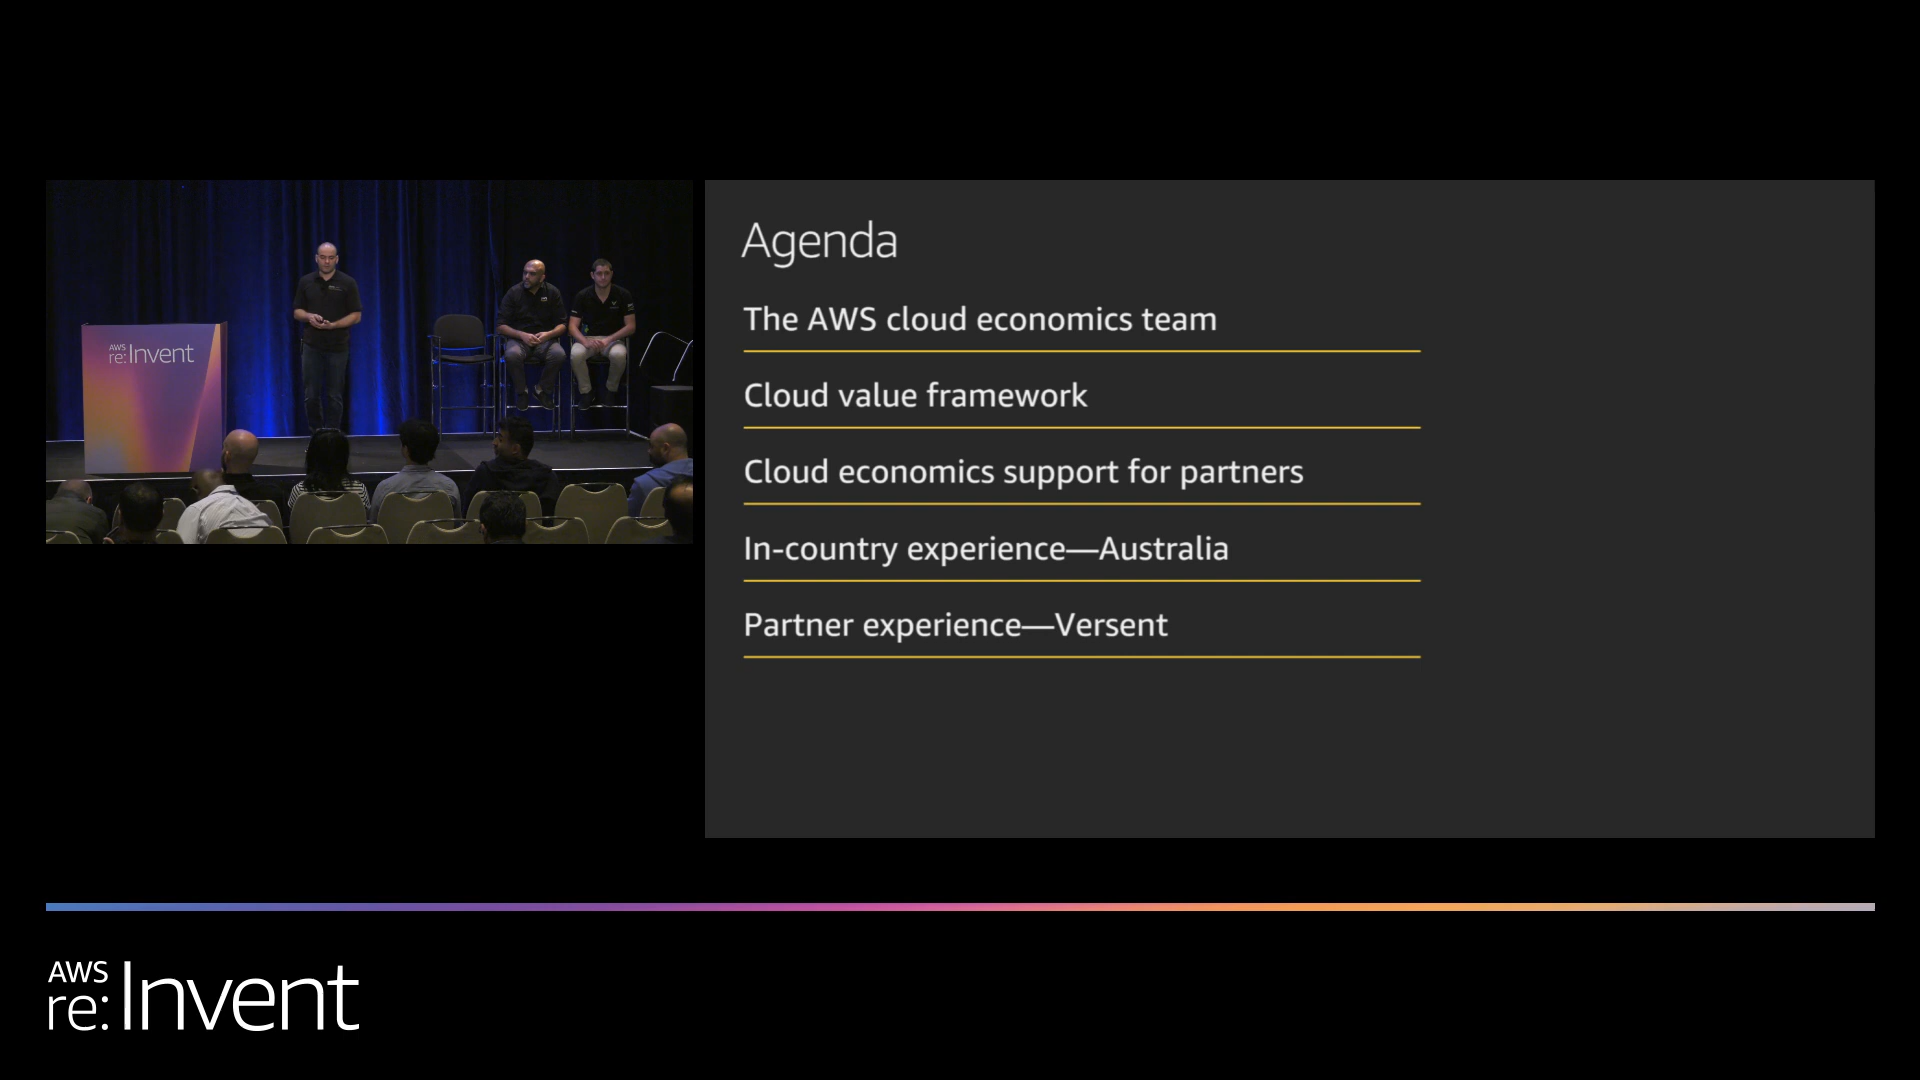 AWS
re:Invent
Agenda
The AWS cloud economics team
Cloud value framework
Cloud economics support for partners
In-country experience—Australia
Partner experience—Versent
AWS
re:Invent